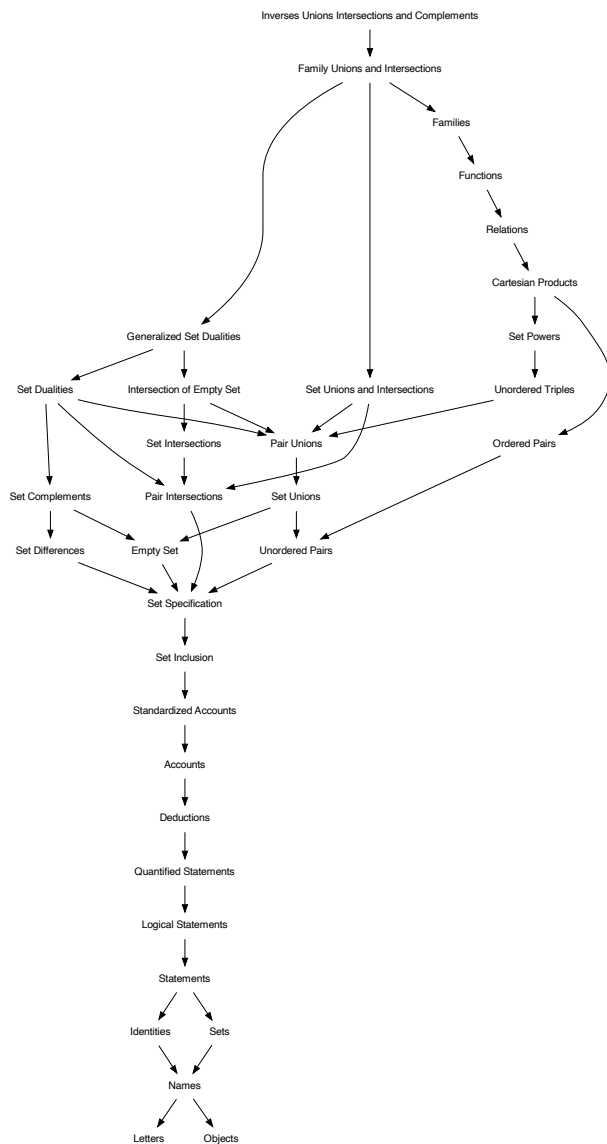 Inverses Unions Intersections and Complements
Family Unions and Intersections
Families
Functions
Relations
Cartesian Products
Generalized Set Dualities
Set Powers
Set Dualities
Intersection of Empty Set
Set Unions and Intersections
Unordered Triples
Set Intersections
Pair Unions
Ordered Pairs
Set Complements
Pair Intersections
Set Unions
Set Differences
Empty Set
Unordered Pairs
Set Specification
Set Inclusion
Standardized Accounts
Accounts
Deductions
Quantified Statements
Logical Statements
Statements
Identities
Sets
Names
Letters
Objects